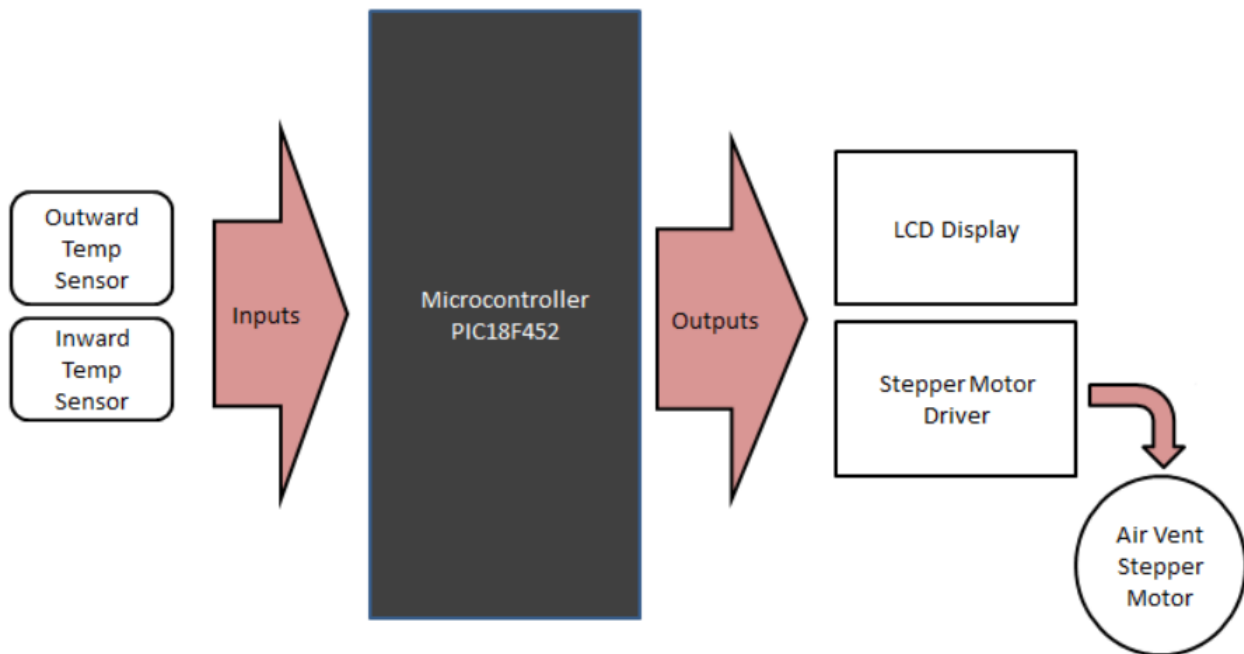 Outward
Temp
Sensor
Inward
Temp
Sensor
Inputs
Microcontroller
PIC18F452
Outputs
LCD Display
Stepper Motor
Driver
Air Vent
Stepper
Motor